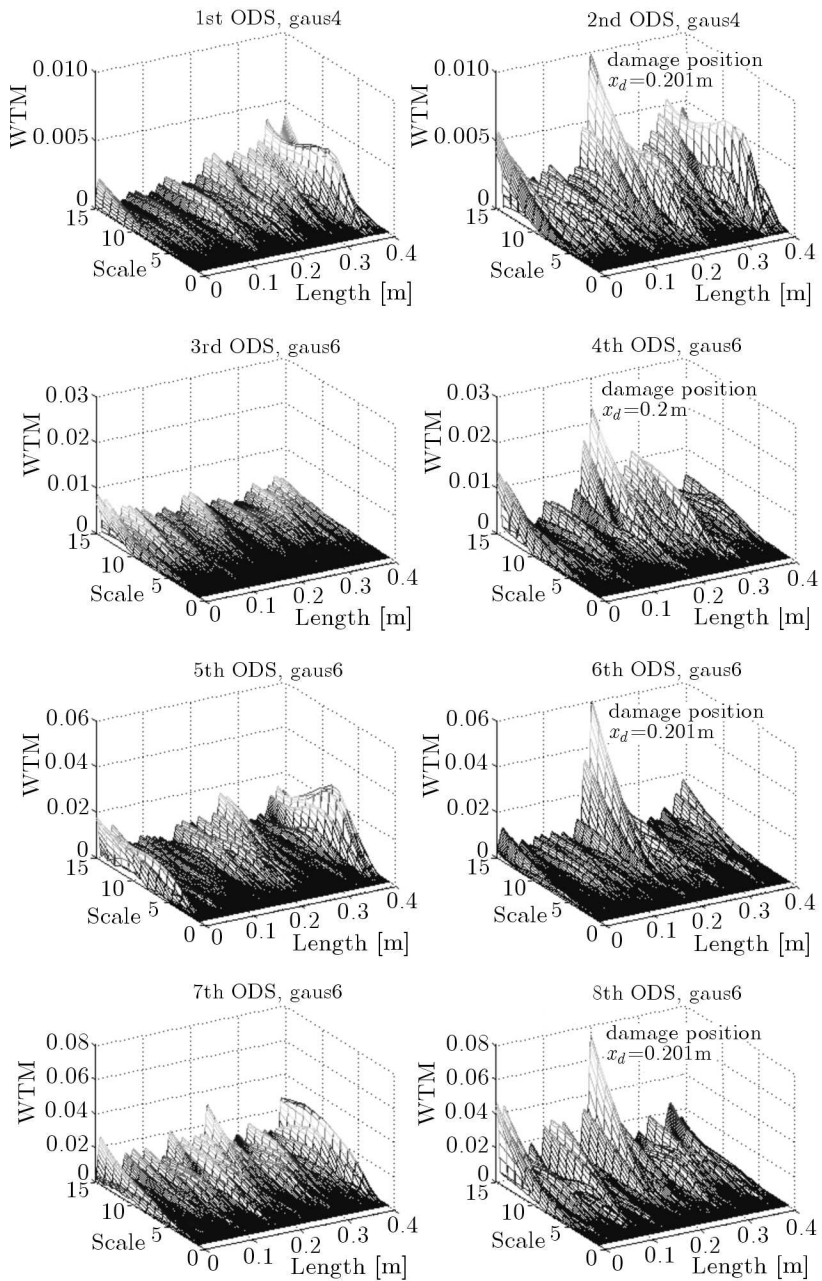 1st ODS, gaus4
0.010
0.005
0
WTM
15
10
5
0
Scale
0
0.1
0.2
0.3
0.4
Length [m]
2nd ODS, gaus4
damage position
x_d=0.201m
0.010
0.005
0
WTM
15
10
5
0
Scale
0
0.1
0.2
0.3
0.4
Length [m]
3rd ODS, gaus6
0.03
0.02
0.01
0
WTM
15
10
5
0
Scale
0
0.1
0.2
0.3
0.4
Length [m]
4th ODS, gaus6
damage position
x_d=0.2m
0.03
0.02
0.01
0
WTM
15
10
5
0
Scale
0
0.1
0.2
0.3
0.4
Length [m]
5th ODS, gaus6
0.06
0.04
0.02
0
WTM
15
10
5
0
Scale
0
0.1
0.2
0.3
0.4
Length [m]
6th ODS, gaus6
damage position
x_d=0.201m
0.06
0.04
0.02
0
WTM
15
10
5
0
Scale
0
0.1
0.2
0.3
0.4
Length [m]
7th ODS, gaus6
0.08
0.06
0.04
0.02
0
WTM
15
10
5
0
Scale
0
0.1
0.2
0.3
0.4
Length [m]
8th ODS, gaus6
damage position
x_d=0.201m
0.08
0.06
0.04
0.02
0
WTM
15
10
5
0
Scale
0
0.1
0.2
0.3
0.4
Length [m]